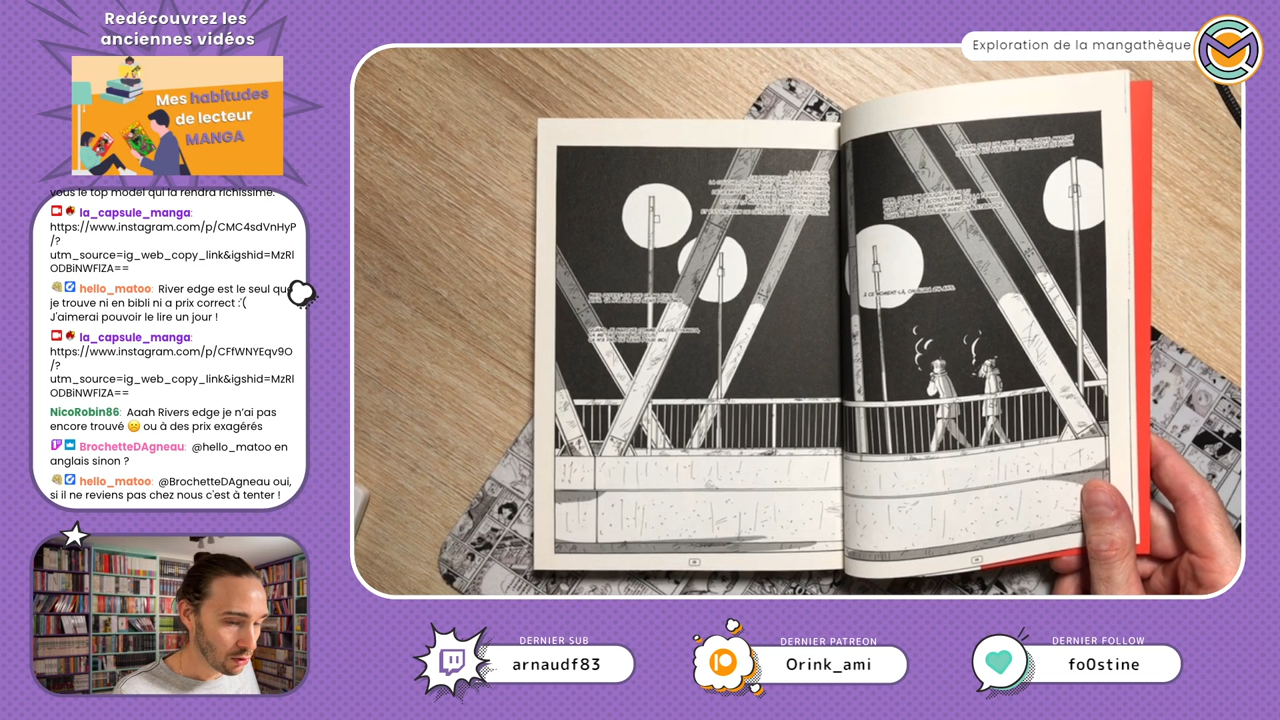 Redécouvrez les
anciennes vidéos
Mes habitudes
de lecteur
MANGA
vous le top model qui la rendra richissime.
la_capsule_manga:
https://www.instagram.com/p/CMC4sdVnHyP
/?
utm_source=ig_web_copy_link&igshid=MzRl
ODBiNWFlZA==
hello_matoo: River edge est le seul que
je trouve ni en bibli ni a prix correct :'(
J'aimerai pouvoir le lire un jour !
la_capsule_manga:
https://www.instagram.com/p/CFfWNYEqv9O
/?
utm_source=ig_web_copy_link&igshid=MzRl
ODBiNWFlZA==
NicoRobin86: Aaah Rivers edge je n'ai pas
encore trouvé ou à des prix exagérés
BrochetteDAgneau: @hello_matoo en
anglais sinon ?
hello_matoo: @BrochetteDAgneau oui,
si il ne reviens pas chez nous c'est à tenter !
Exploration de la mangathèque
À CE MOMENT-LÀ,
DERNIER SUB
arnaudf83
DERNIER PATREON
Orink_ami
DERNIER FOLLOW
fo0stine